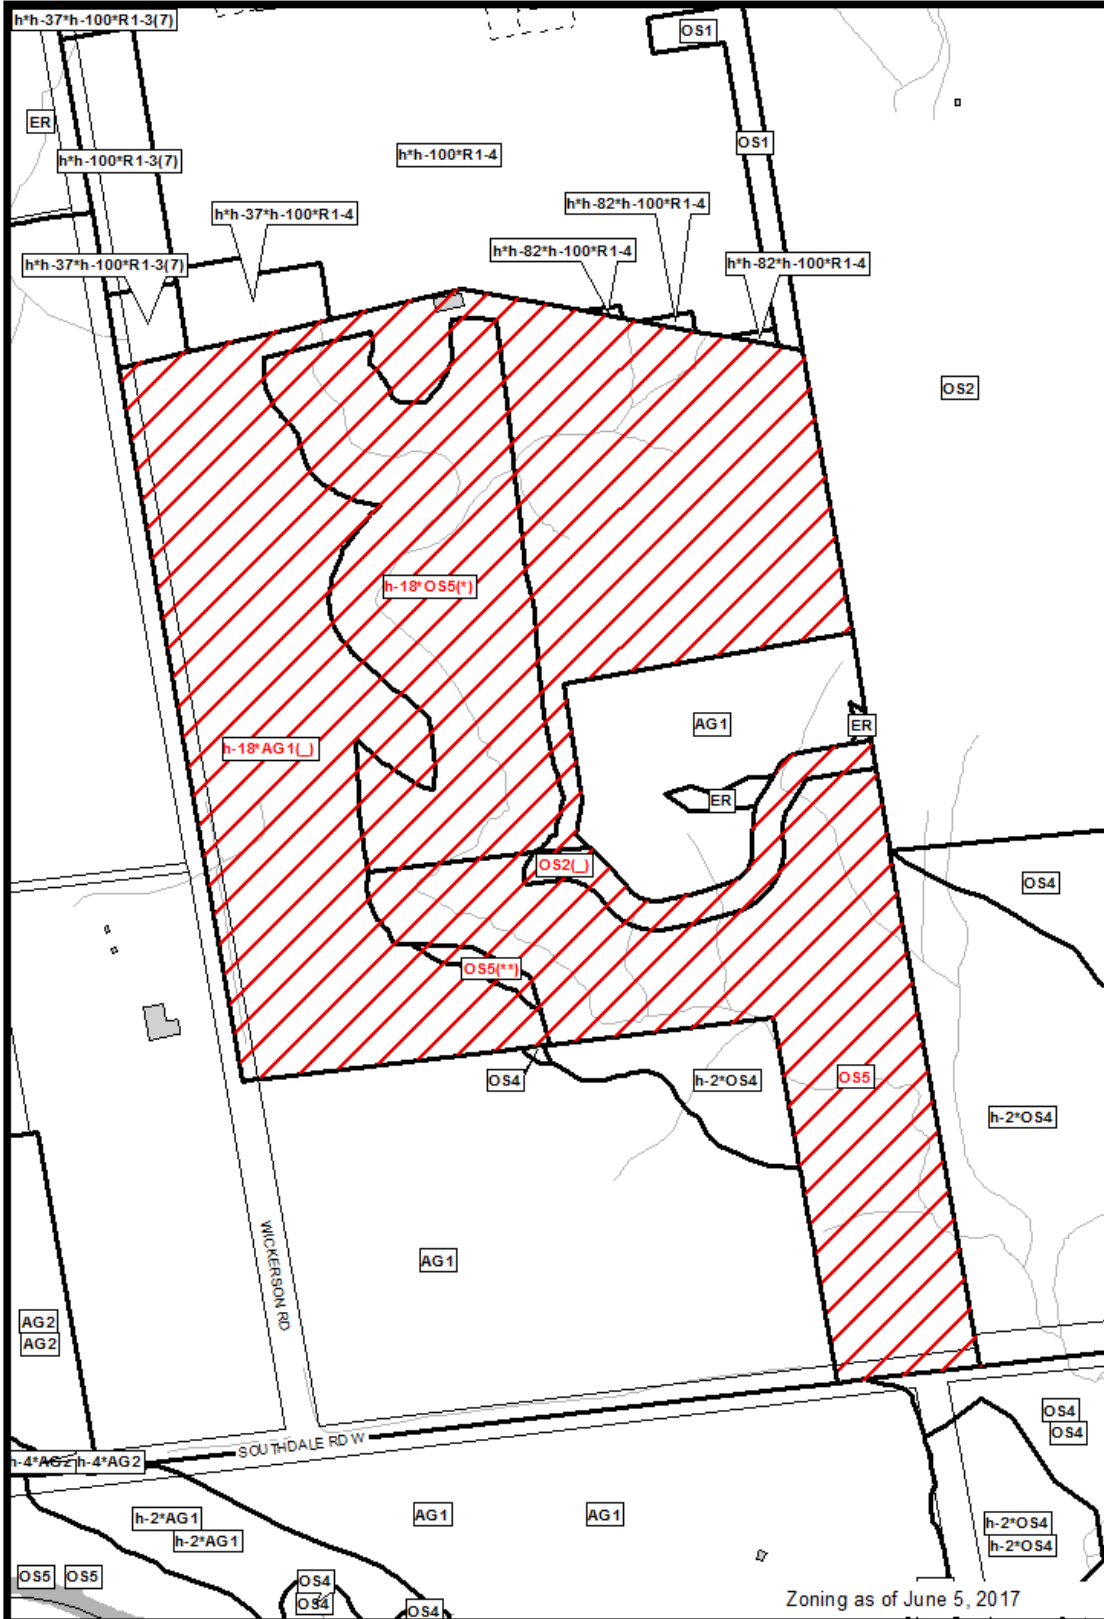 h*h-37*h-100*R1-3(7)
OS1
ER
OS1
h*h-100*R1-3(7)
h*h-100*R1-4
h*h-37*h-100*R1-4
h*h-82*h-100*R1-4
h*h-82*h-100*R1-4
h*h-37*h-100*R1-3(7)
h*h-82*h-100*R1-4
OS2
h-18*OS5(*)
AG1
ER
h-18*AG1(_)
ER
OS2(_)
OS4
OS5(**)
OS4
h-2*OS4
OS5
h-2*OS4
WICKERSON RD
AG1
AG2
AG2
OS4
OS4
SOUTHDALE RD W
h-4*AG2
h-4*AG2
h-2*AG1
h-2*AG1
AG1
AG1
h-2*OS4
h-2*OS4
OS5
OS5
OS4
OS4
OS4
Zoning as of June 5, 2017